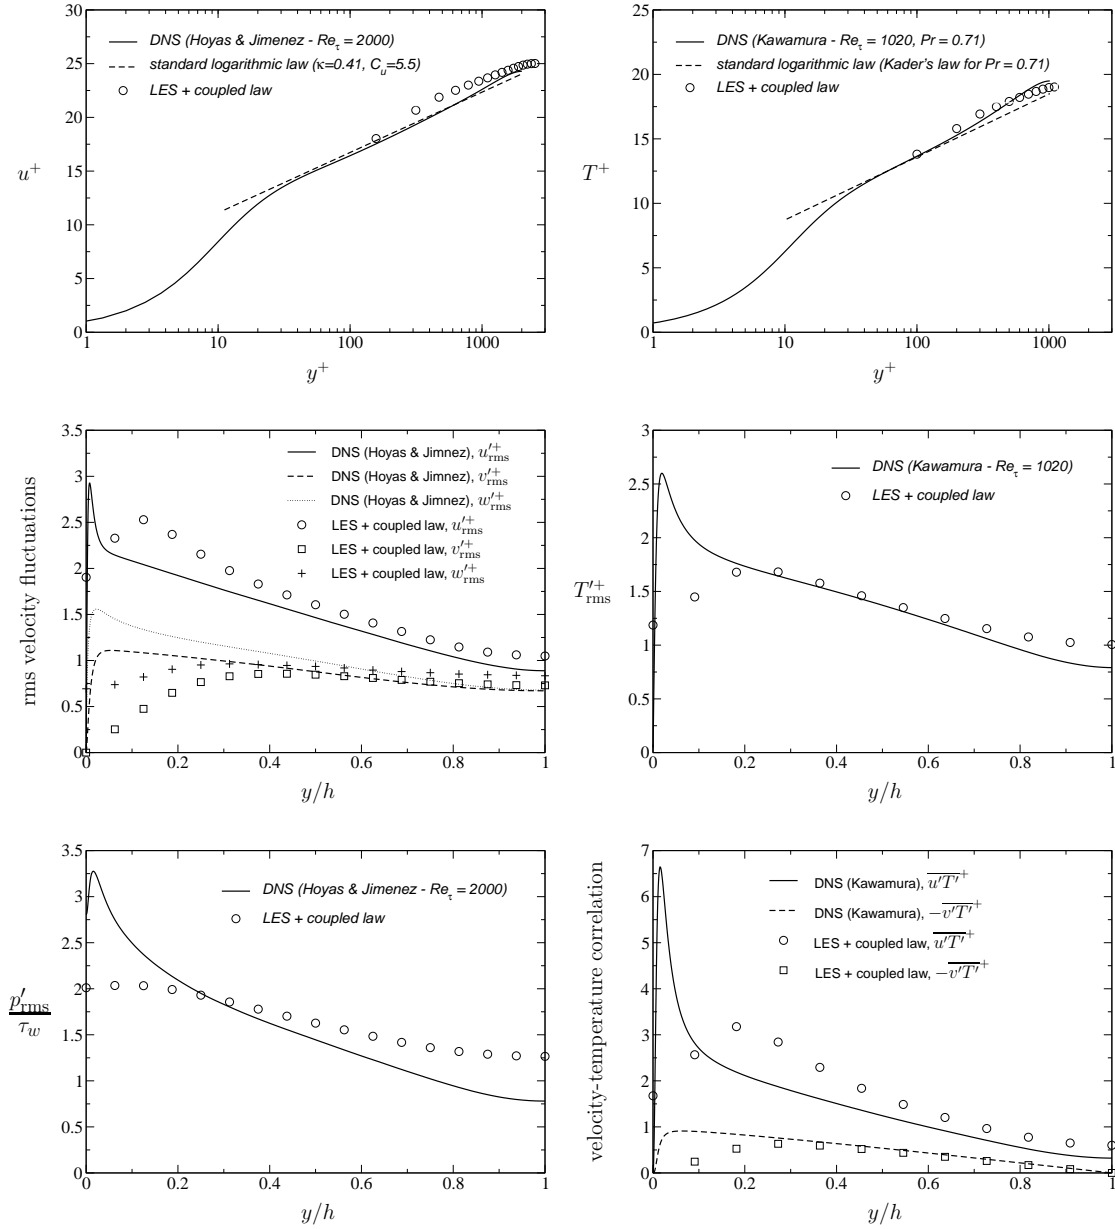 30
25
20
15
10
5
0
u⁺
DNS (Hoyas & Jimenez - Re_τ = 2000)
standard logarithmic law (κ=0.41, C_u=5.5)
LES + coupled law
1 10 100 1000
y⁺
25
20
15
10
5
0
T⁺
DNS (Kawamura - Re_τ = 1020, Pr = 0.71)
standard logarithmic law (Kader's law for Pr = 0.71)
LES + coupled law
1 10 100 1000
y⁺
3.5
3
2.5
2
1.5
1
0.5
0
rms velocity fluctuations
DNS (Hoyas & Jimnez), u′⁺_rms
DNS (Hoyas & Jimnez), v′⁺_rms
DNS (Hoyas & Jimnez), w′⁺_rms
LES + coupled law, u′⁺_rms
LES + coupled law, v′⁺_rms
LES + coupled law, w′⁺_rms
0 0.2 0.4 0.6 0.8 1
y/h
3
2.5
2
1.5
1
0.5
0
T′⁺_rms
DNS (Kawamura - Re_τ = 1020)
LES + coupled law
0 0.2 0.4 0.6 0.8 1
y/h
3.5
3
2.5
2
1.5
1
0.5
0
p′_rms
τ_w
DNS (Hoyas & Jimenez - Re_τ = 2000)
LES + coupled law
0 0.2 0.4 0.6 0.8 1
y/h
7
6
5
4
3
2
1
0
velocity-temperature correlation
DNS (Kawamura), u′T′⁺
DNS (Kawamura), −v′T′⁺
LES + coupled law, u′T′⁺
LES + coupled law, −v′T′⁺
0 0.2 0.4 0.6 0.8 1
y/h